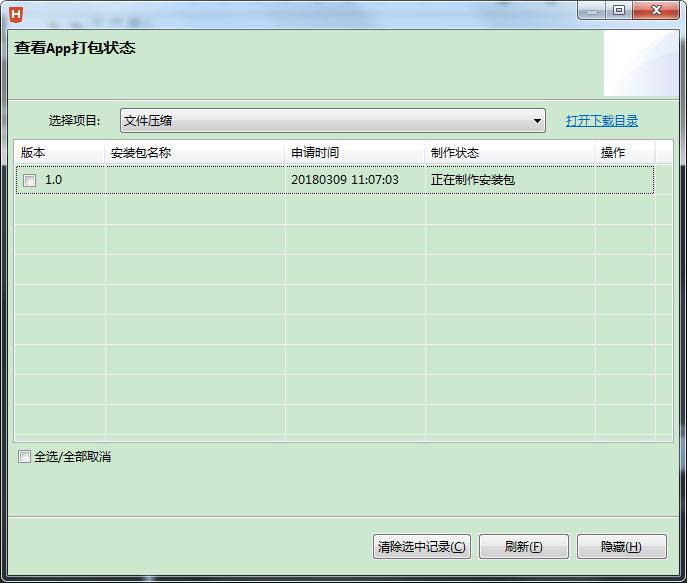 H
查看App打包状态
选择项目: 文件压缩 打开下载目录
版本 安装包名称 申请时间 制作状态 操作
1.0 20180309 11:07:03 正在制作安装包
全选/全部取消
清除选中记录(C) 刷新(F) 隐藏(H)